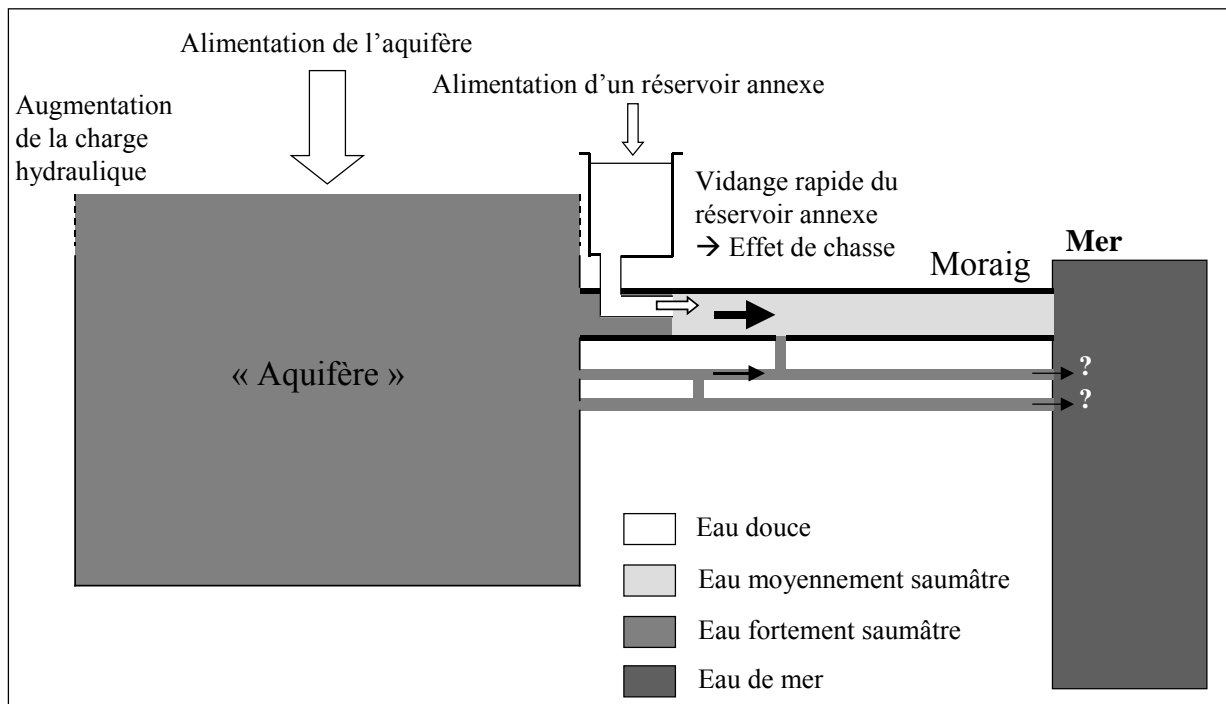 Alimentation de l’aquifère
Alimentation d’un réservoir annexe
Augmentation
de la charge
hydraulique
Vidange rapide du
réservoir annexe
→ Effet de chasse
Mer
Moraig
« Aquifère »
?
?
Eau douce
Eau moyennement saumâtre
Eau fortement saumâtre
Eau de mer